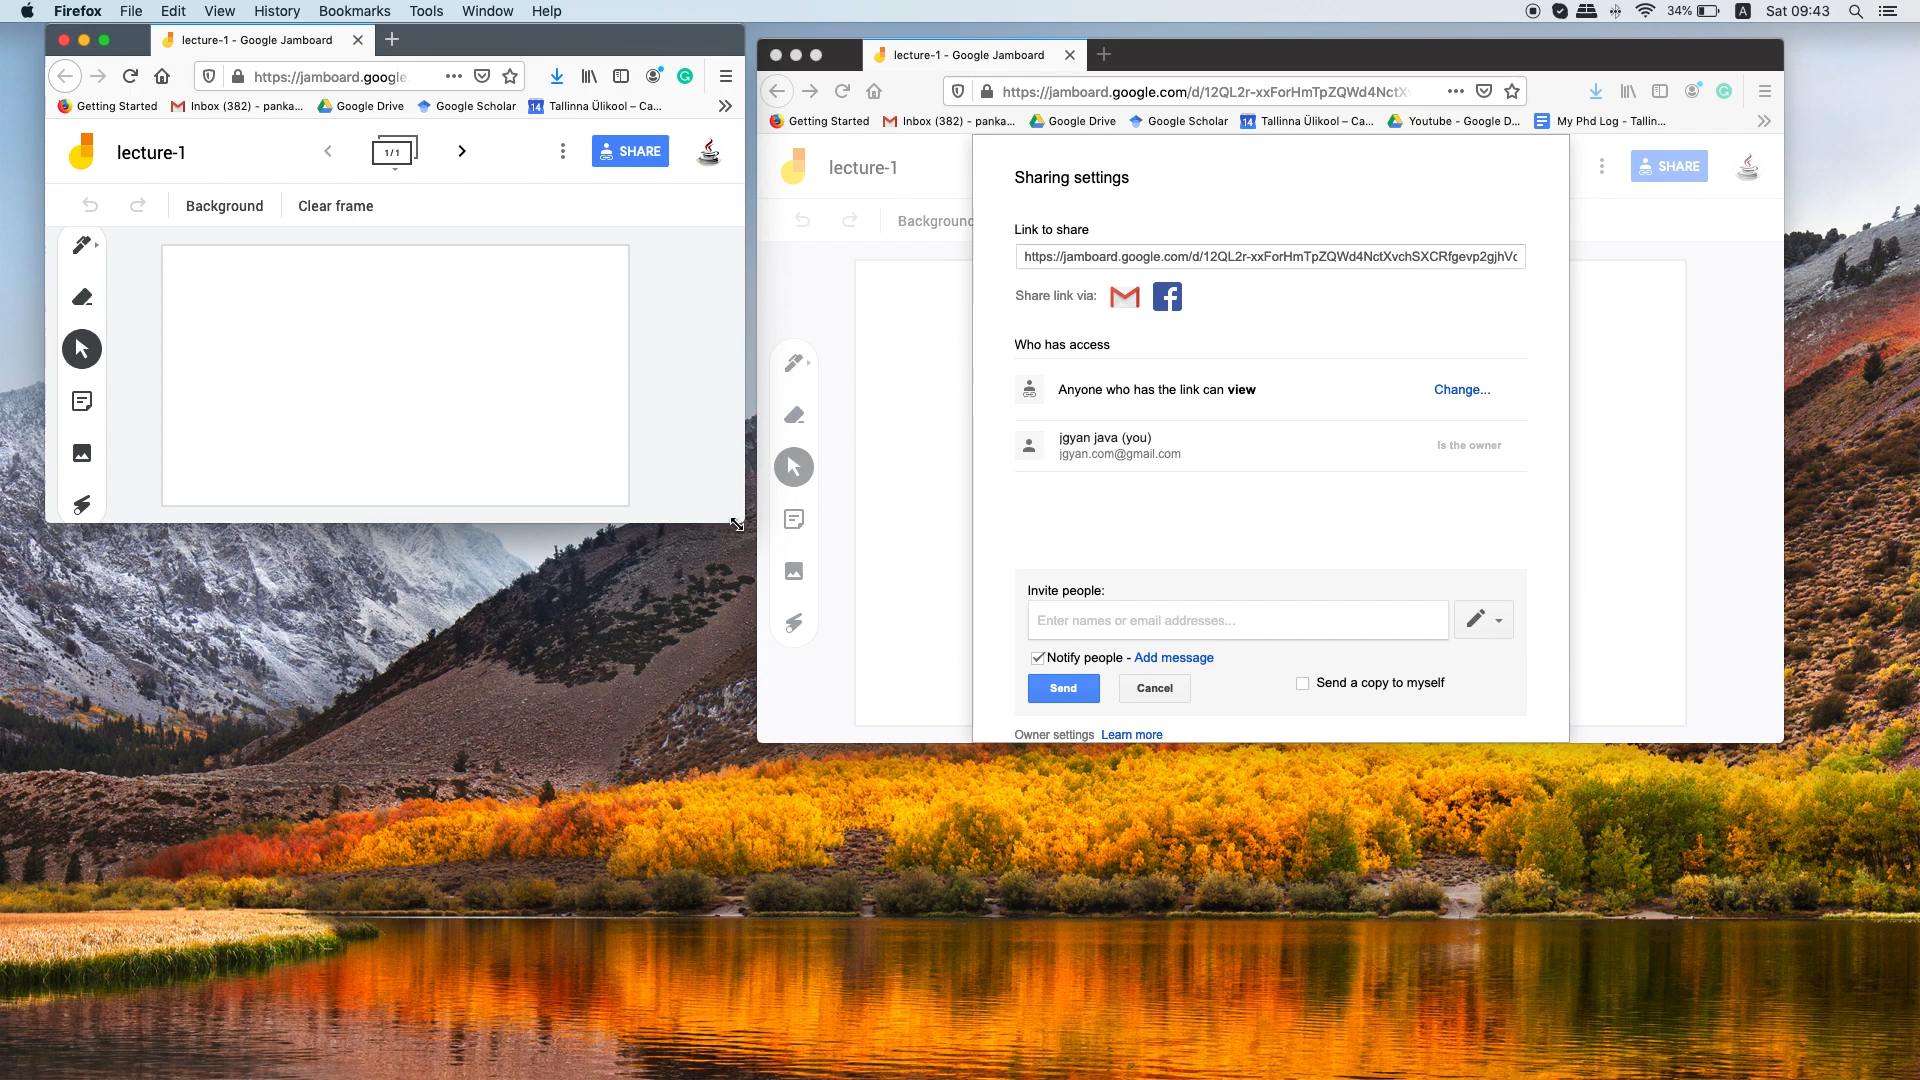 Firefox File Edit View History Bookmarks Tools Window Help
34% A Sat 09:43
lecture-1 - Google Jamboard
https://jamboard.google.
Getting Started Inbox (382) - panka... Google Drive Google Scholar 14 Tallinna Ülikool – Ca...
lecture-1
1/1
SHARE
Background Clear frame
lecture-1 - Google Jamboard
https://jamboard.google.com/d/12QL2r-xxForHmTpZQWd4NctX
Getting Started Inbox (382) - panka... Google Drive Google Scholar 14 Tallinna Ülikool – Ca... Youtube - Google D... My Phd Log - Tallin...
lecture-1
SHARE
Background
Sharing settings
Link to share
https://jamboard.google.com/d/12QL2r-xxForHmTpZQWd4NctXvchSXCRfgevp2gjhVc
Share link via:
Who has access
Anyone who has the link can view Change...
jgyan java (you)
jgyan.com@gmail.com
Is the owner
Invite people:
Enter names or email addresses...
Notify people - Add message
Send Cancel
Send a copy to myself
Owner settings Learn more